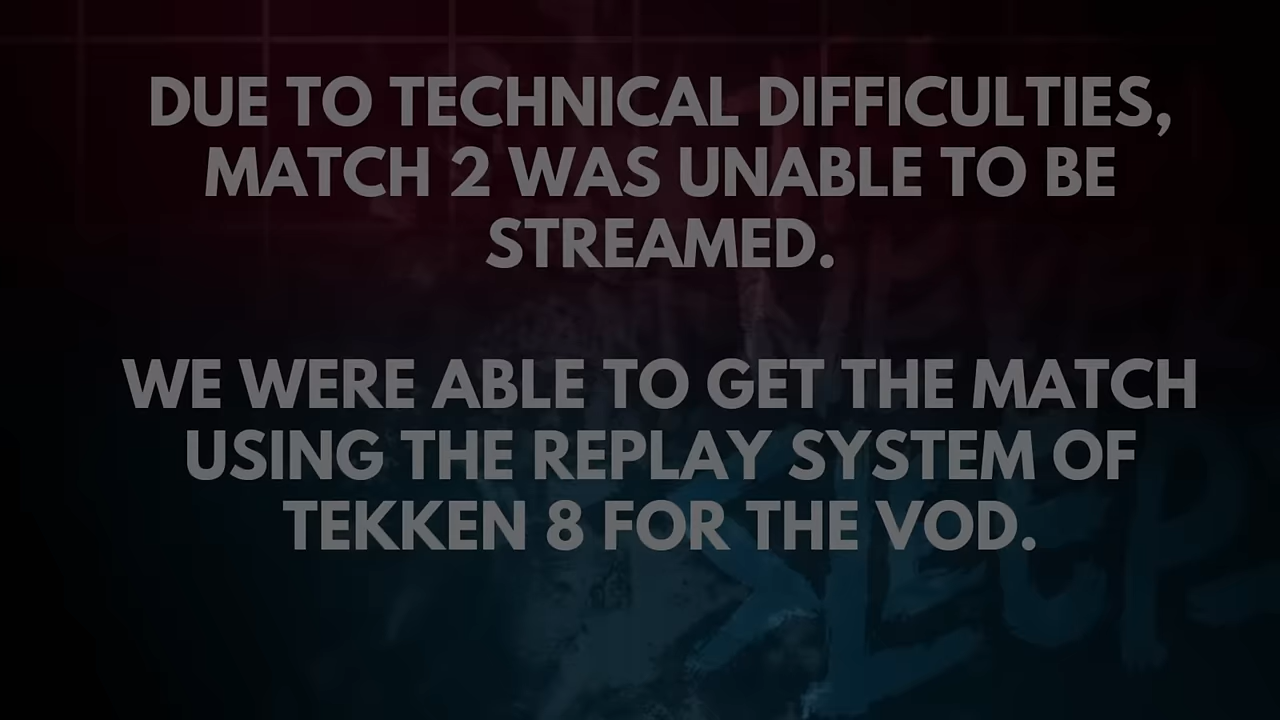 DUE TO TECHNICAL DIFFICULTIES,
MATCH 2 WAS UNABLE TO BE
STREAMED.
WE WERE ABLE TO GET THE MATCH
USING THE REPLAY SYSTEM OF
TEKKEN 8 FOR THE VOD.
SLEEP